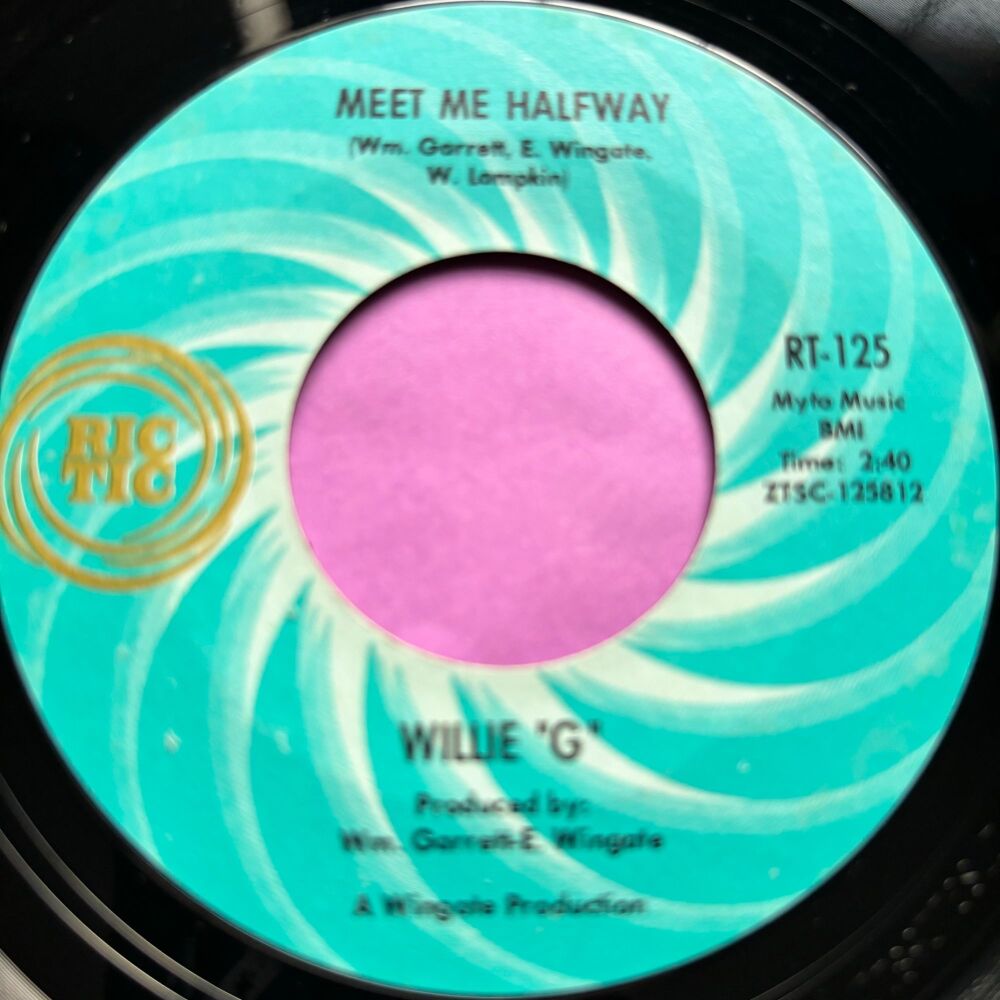 MEET ME HALFWAY
(Wm. Garrett, E. Wingate,
W. Lampkin)
RIC
TIC
RT-125
Myto Music
BMI
Time: 2:40
ZTSC-125812
WILLIE "G"
Produced by:
Wm. Garrett-E. Wingate
A Wingate Production